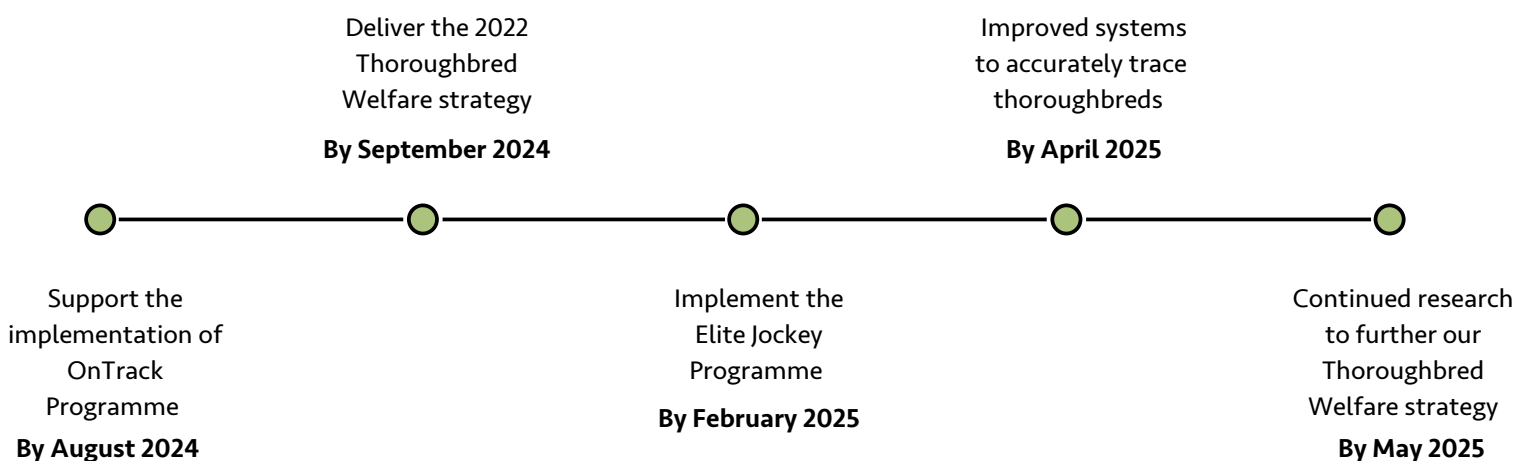 Deliver the 2022
Thoroughbred
Welfare strategy
By September 2024
Improved systems
to accurately trace
thoroughbreds
By April 2025
Support the
implementation of
OnTrack
Programme
By August 2024
Implement the
Elite Jockey
Programme
By February 2025
Continued research
to further our
Thoroughbred
Welfare strategy
By May 2025